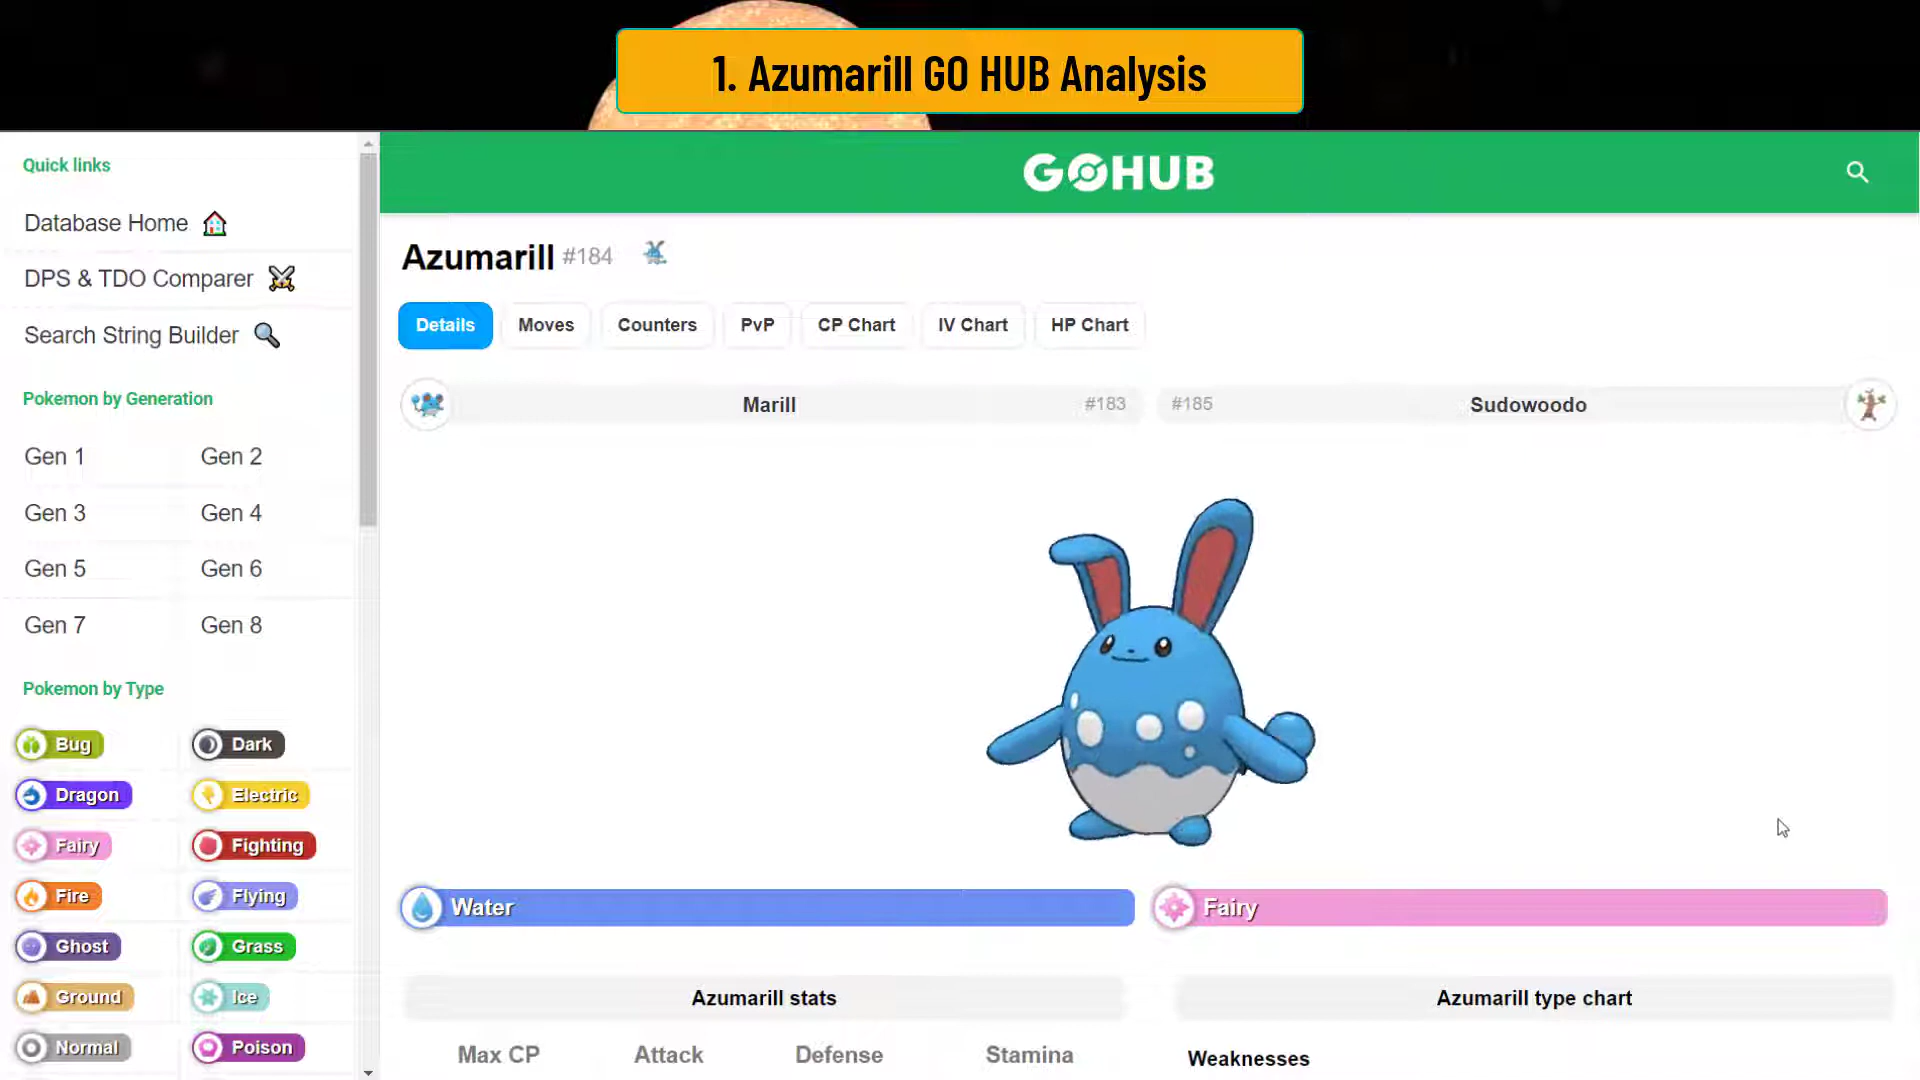 1. Azumarill GO HUB Analysis
Quick links
Database Home
DPS & TDO Comparer
Search String Builder
Pokemon by Generation
Gen 1 Gen 2
Gen 3 Gen 4
Gen 5 Gen 6
Gen 7 Gen 8
Pokemon by Type
Bug Dark
Dragon Electric
Fairy Fighting
Fire Flying
Ghost Grass
Ground Ice
Normal Poison
GOHUB
Azumarill #184
Details Moves Counters PvP CP Chart IV Chart HP Chart
Marill #183 #185 Sudowoodo
Water Fairy
Azumarill stats Azumarill type chart
Max CP Attack Defense Stamina Weaknesses